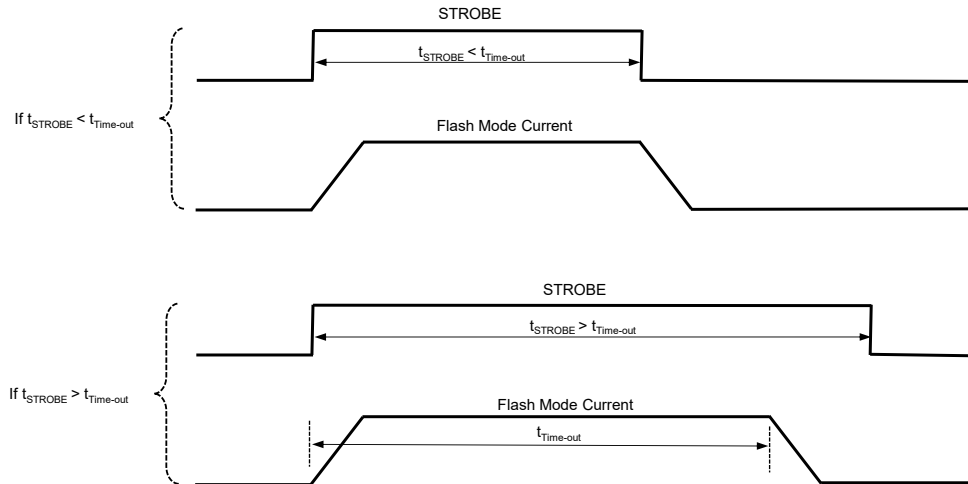 STROBE
tSTROBE < tTime-out
If tSTROBE < tTime-out
Flash Mode Current
STROBE
tSTROBE > tTime-out
If tSTROBE > tTime-out
Flash Mode Current
tTime-out